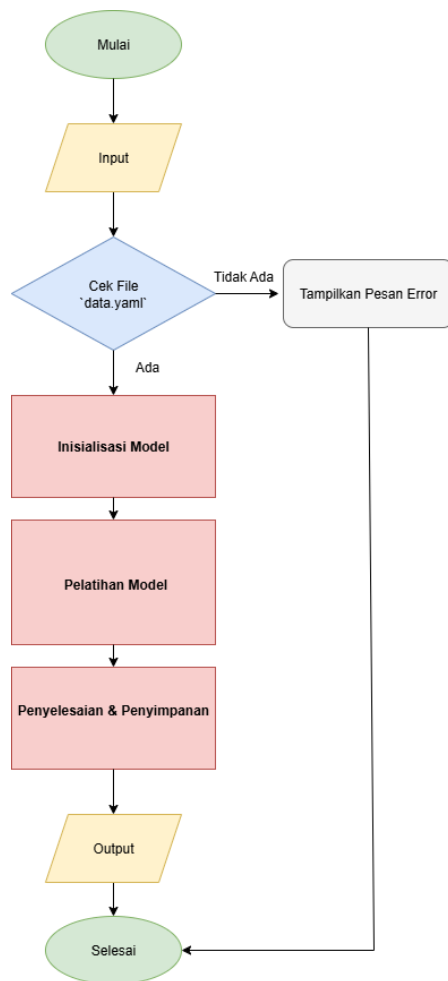 Mulai
Input
Cek File
`data.yaml`
Tidak Ada
Tampilkan Pesan Error
Ada
Inisialisasi Model
Pelatihan Model
Penyelesaian & Penyimpanan
Output
Selesai